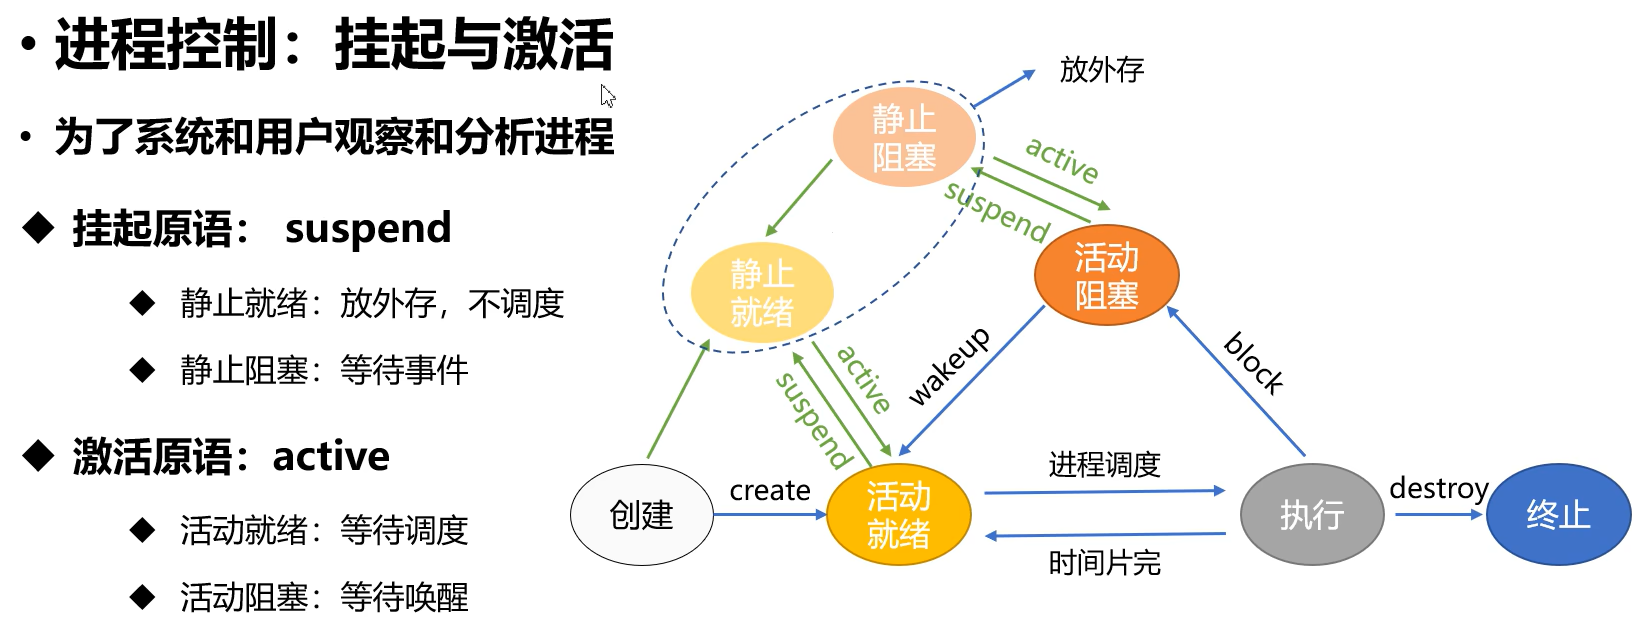 • 进程控制：挂起与激活
• 为了系统和用户观察和分析进程
◆ 挂起原语： suspend
◆ 静止就绪：放外存，不调度
◆ 静止阻塞：等待事件
◆ 激活原语：active
◆ 活动就绪：等待调度
◆ 活动阻塞：等待唤醒
放外存
静止
阻塞
active
suspend
静止
就绪
活动
阻塞
wakeup
block
active
suspend
创建
create
活动
就绪
进程调度
时间片完
执行
destroy
终止